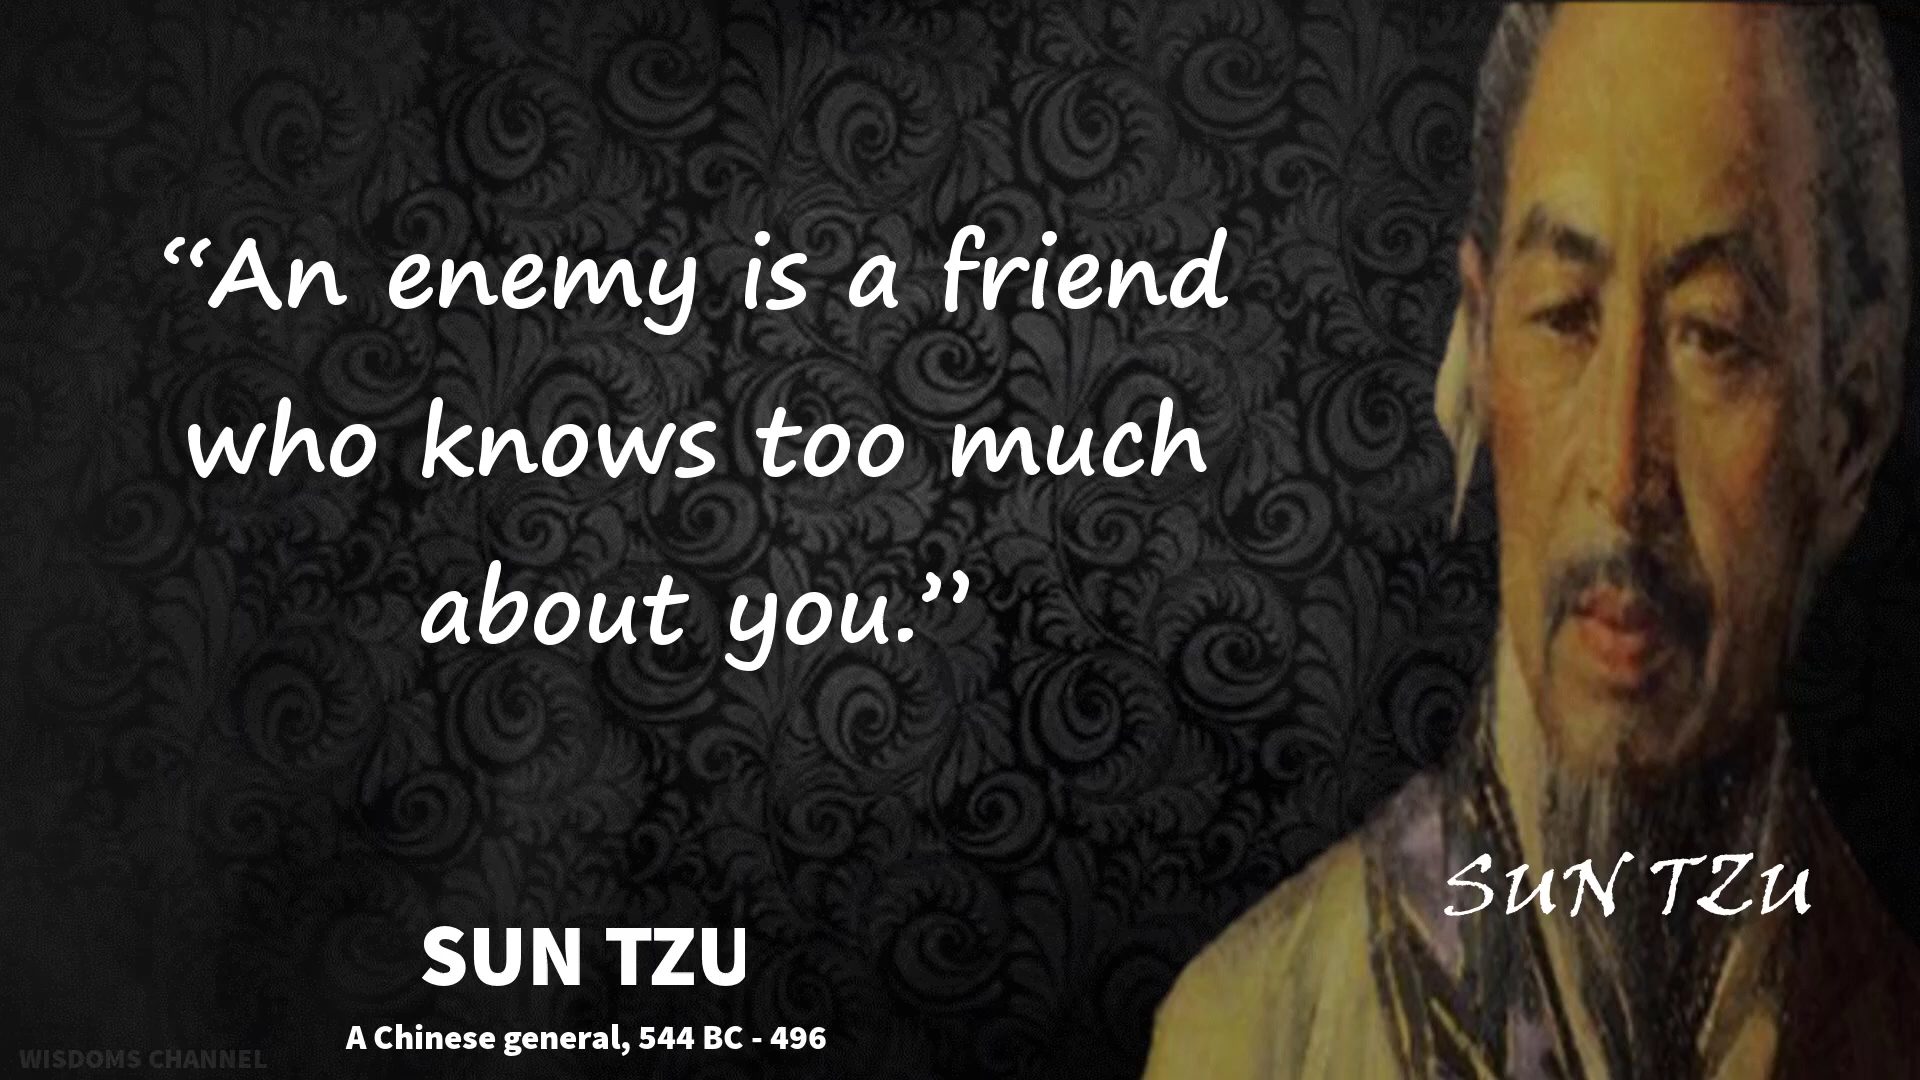 “An enemy is a friend
who knows too much
about you.”
SUN TZU
SUN TZU
A Chinese general, 544 BC - 496
WISDOMS CHANNEL